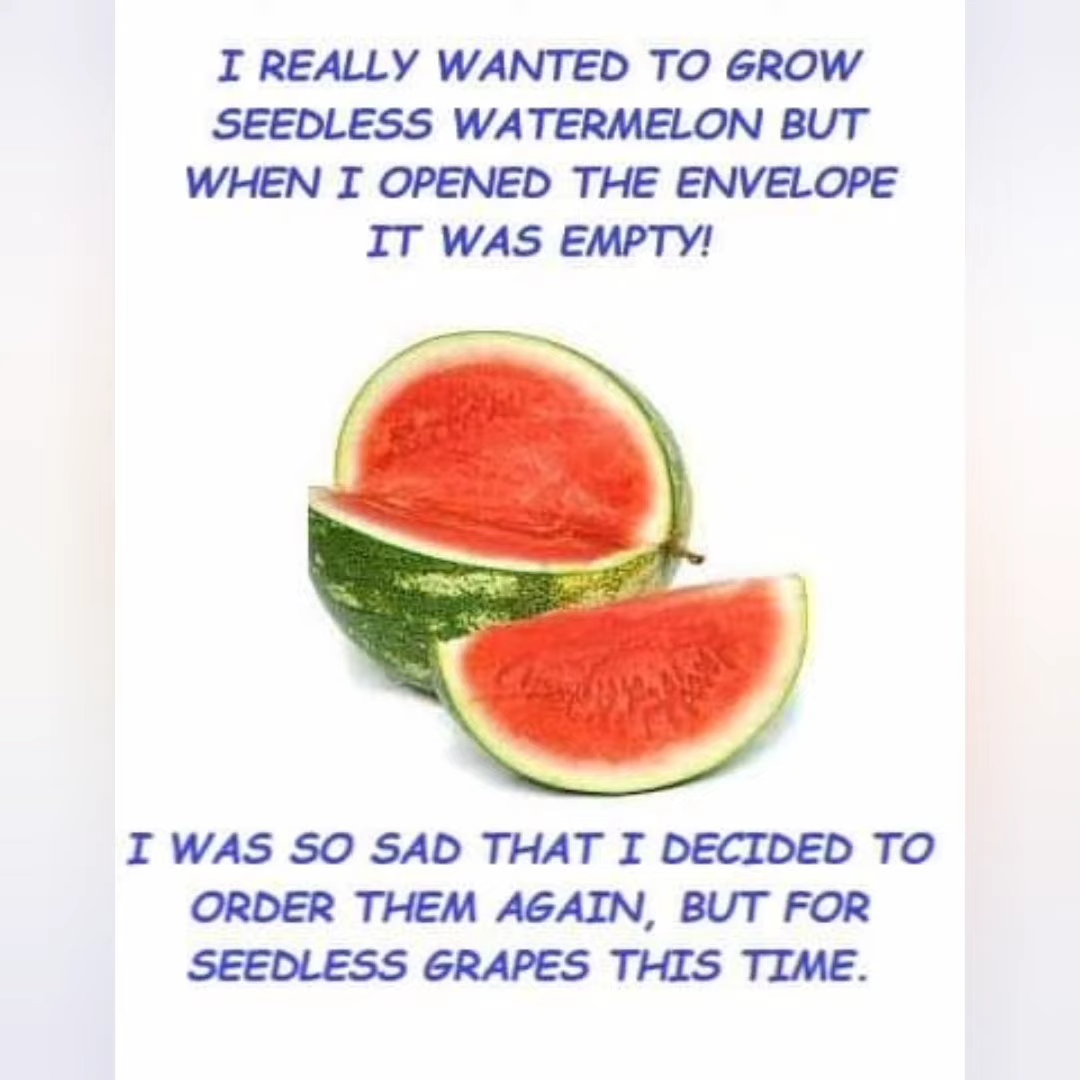 I REALLY WANTED TO GROW
SEEDLESS WATERMELON BUT
WHEN I OPENED THE ENVELOPE
IT WAS EMPTY!
I WAS SO SAD THAT I DECIDED TO
ORDER THEM AGAIN, BUT FOR
SEEDLESS GRAPES THIS TIME.